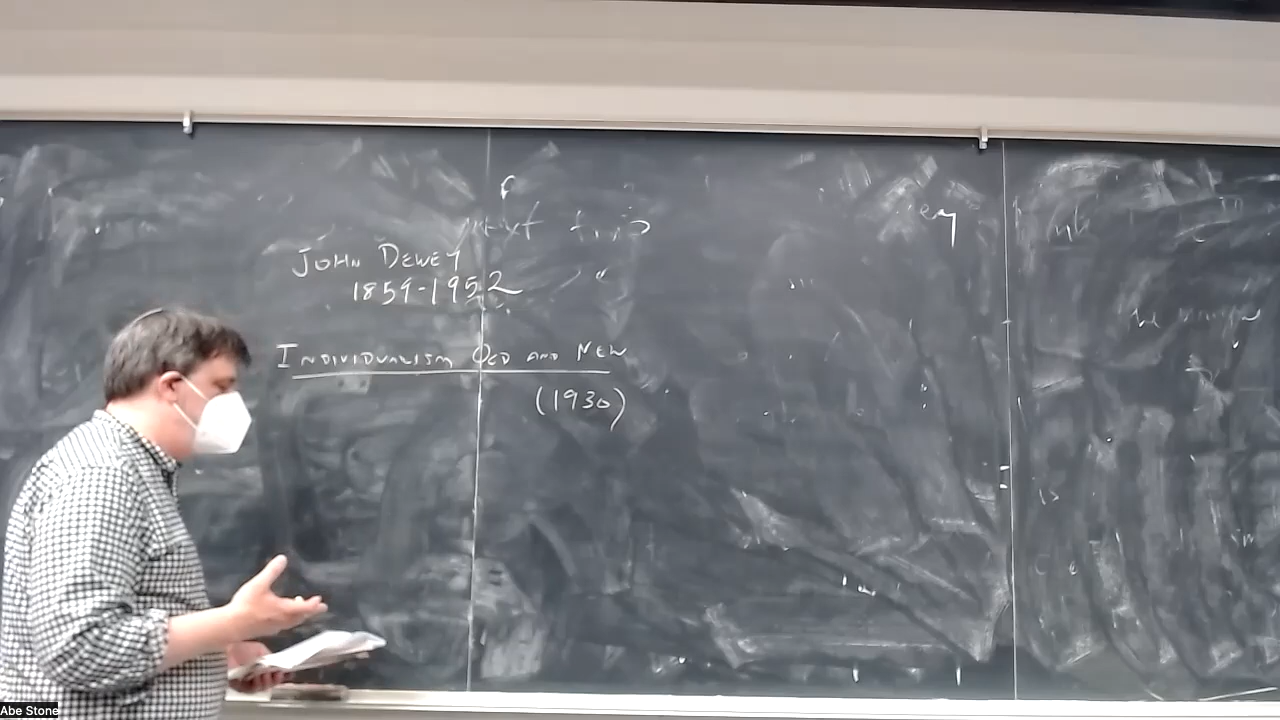 JOHN DEWEY
1859-1952
INDIVIDUALISM OLD AND NEW
(1930)
Abe Stone